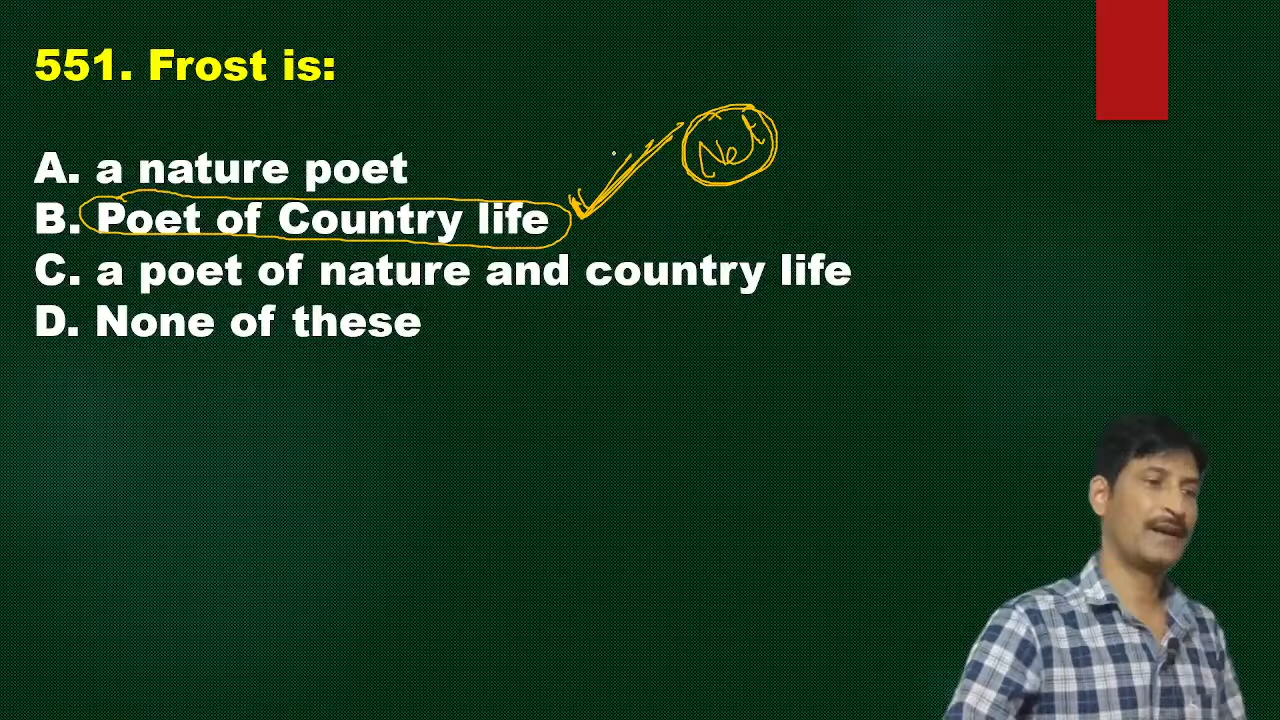 551. Frost is:
Net
A. a nature poet
B. Poet of Country life
C. a poet of nature and country life
D. None of these